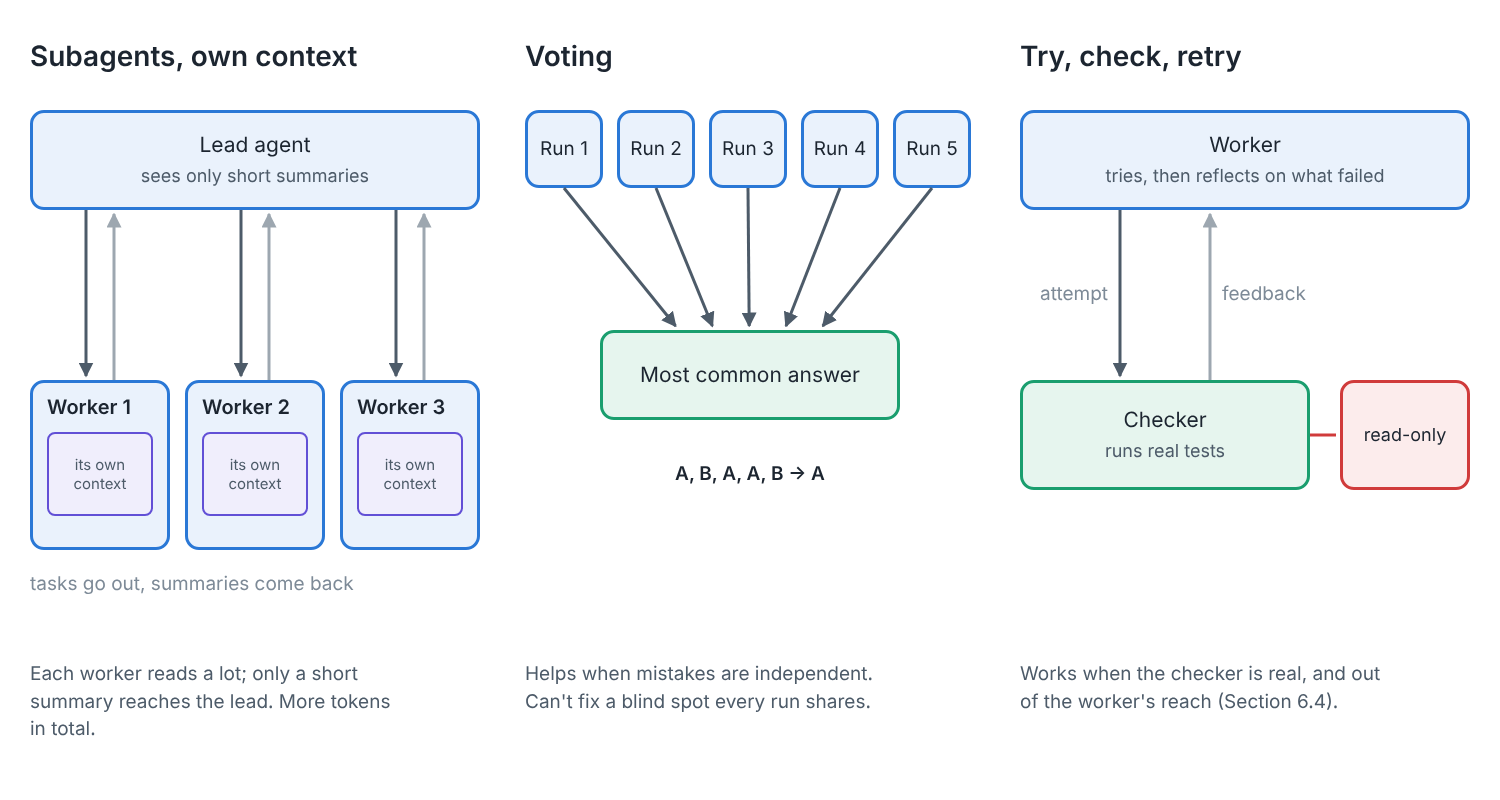 Subagents, own context
Lead agent
sees only short summaries
Worker 1
its own
context
Worker 2
its own
context
Worker 3
its own
context
tasks go out, summaries come back
Each worker reads a lot; only a short
summary reaches the lead. More tokens
in total.
Voting
Run 1
Run 2
Run 3
Run 4
Run 5
Most common answer
A, B, A, A, B → A
Helps when mistakes are independent.
Can't fix a blind spot every run shares.
Try, check, retry
Worker
tries, then reflects on what failed
attempt
feedback
Checker
runs real tests
read-only
Works when the checker is real, and out
of the worker's reach (Section 6.4).